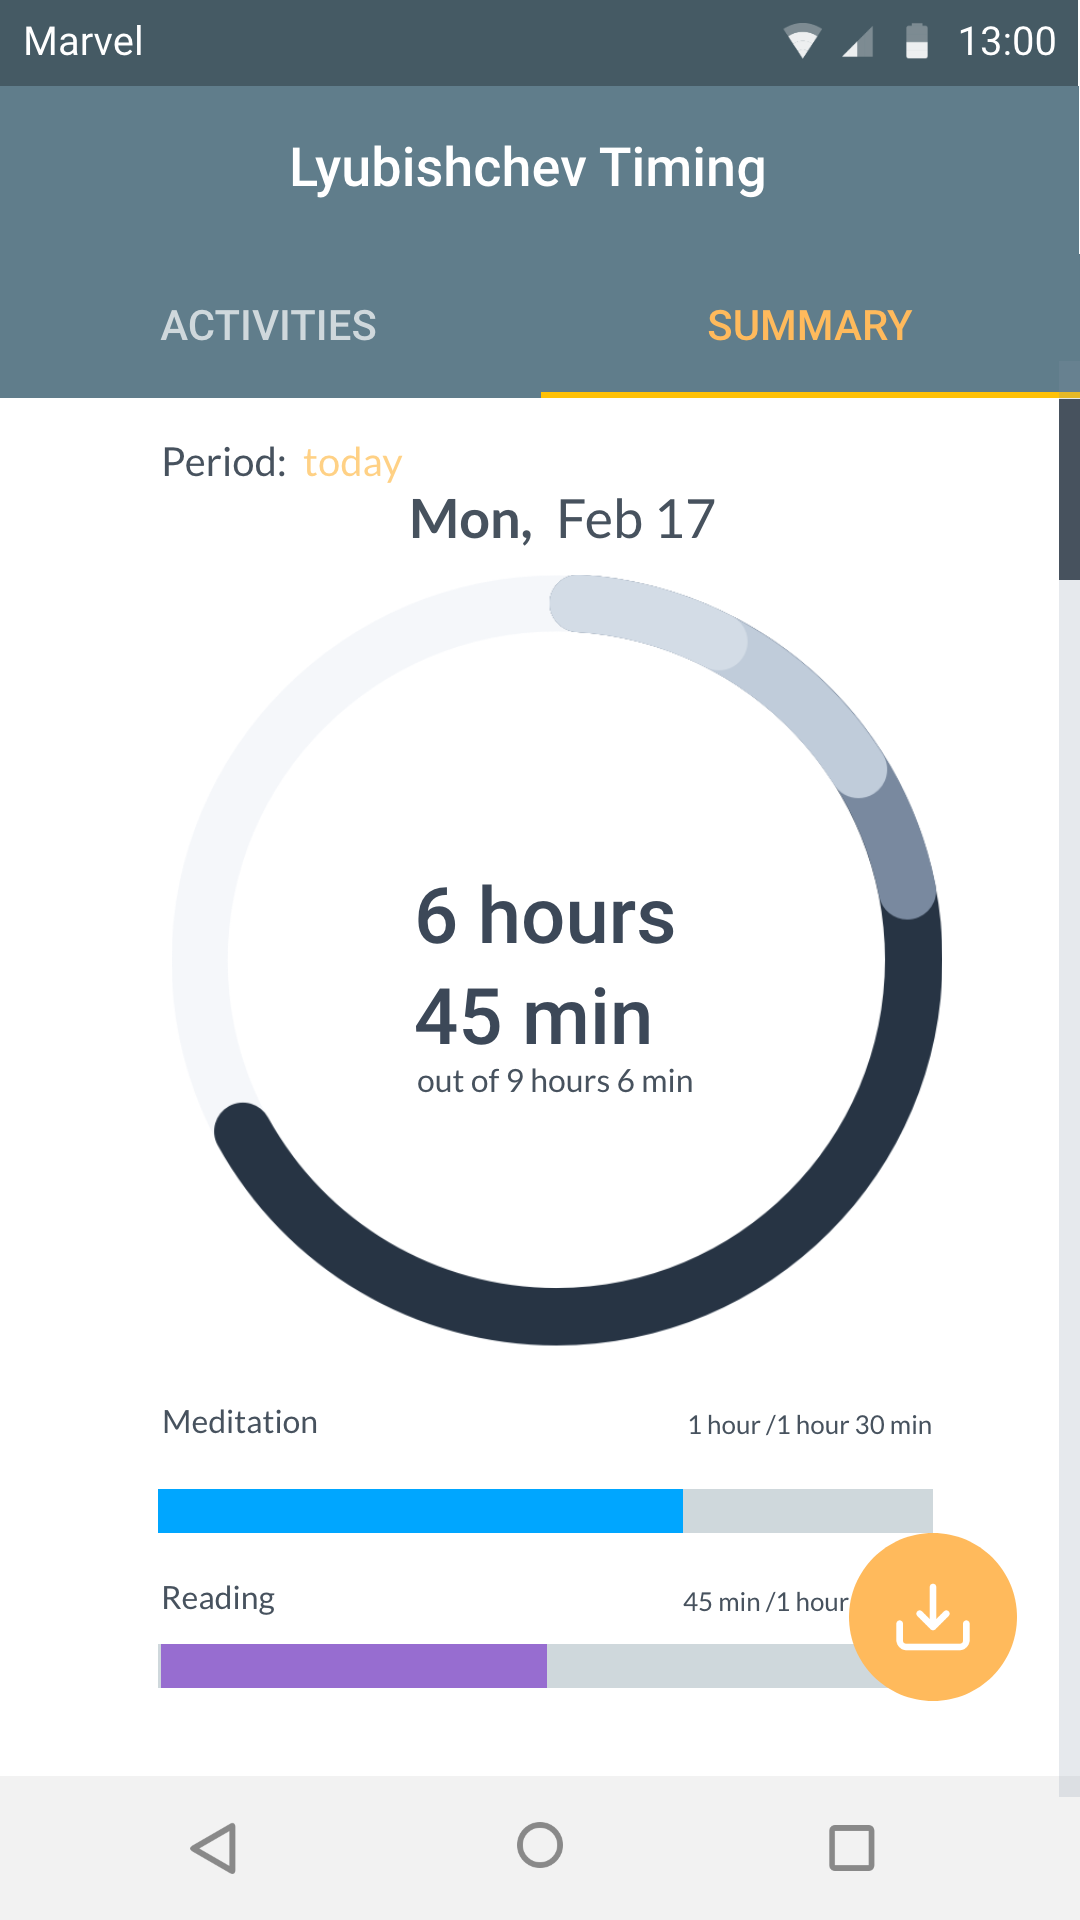 Marvel 13:00
Lyubishchev Timing
ACTIVITIES SUMMARY
Period: today
Mon, Feb 17
6 hours
45 min
out of 9 hours 6 min
Meditation 1 hour /1 hour 30 min
Reading 45 min /1 hour